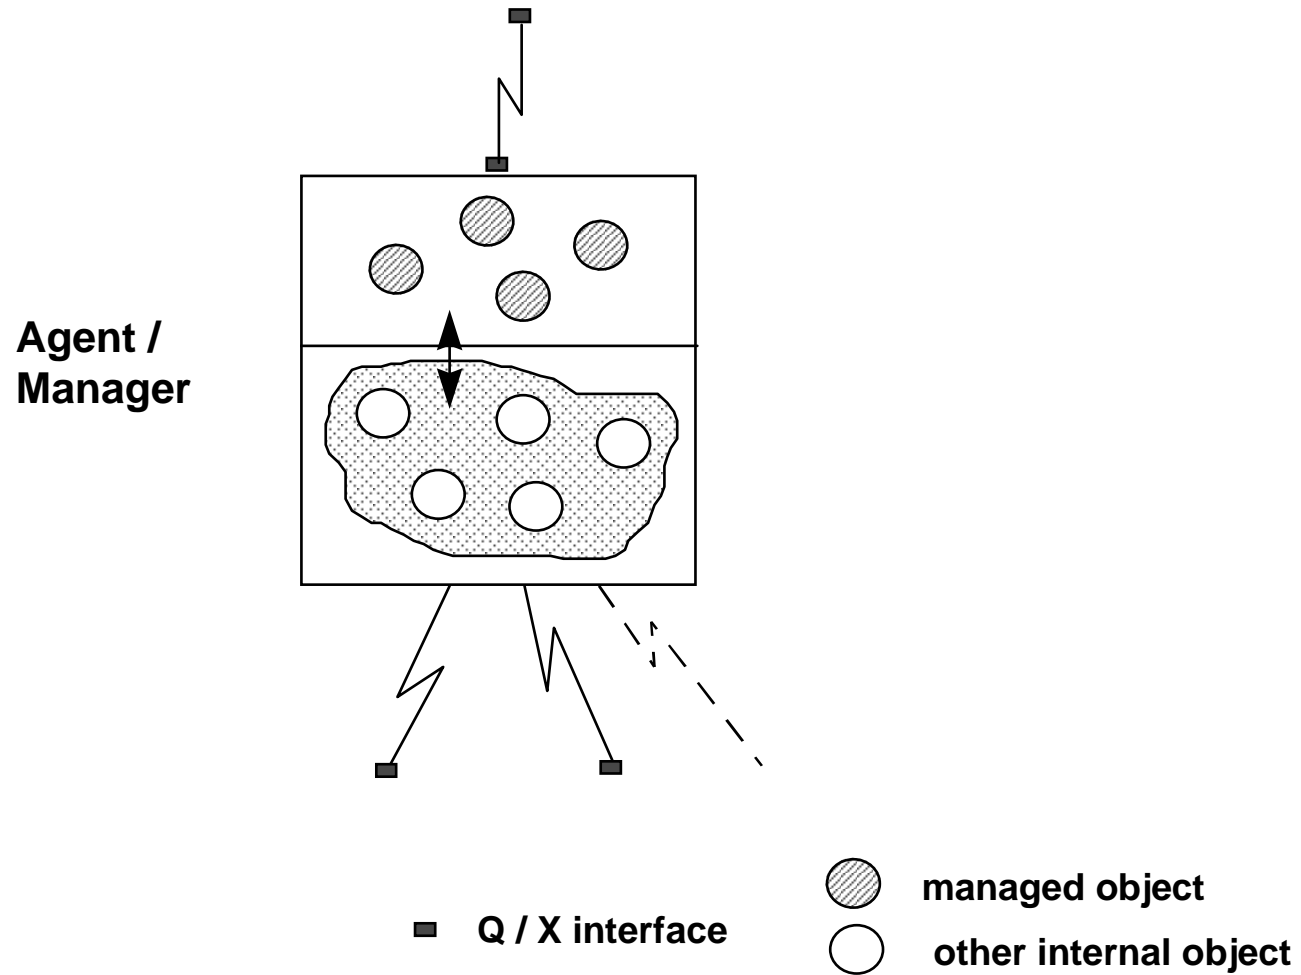 Agent /
Manager
managed object
Q / X interface
other internal object